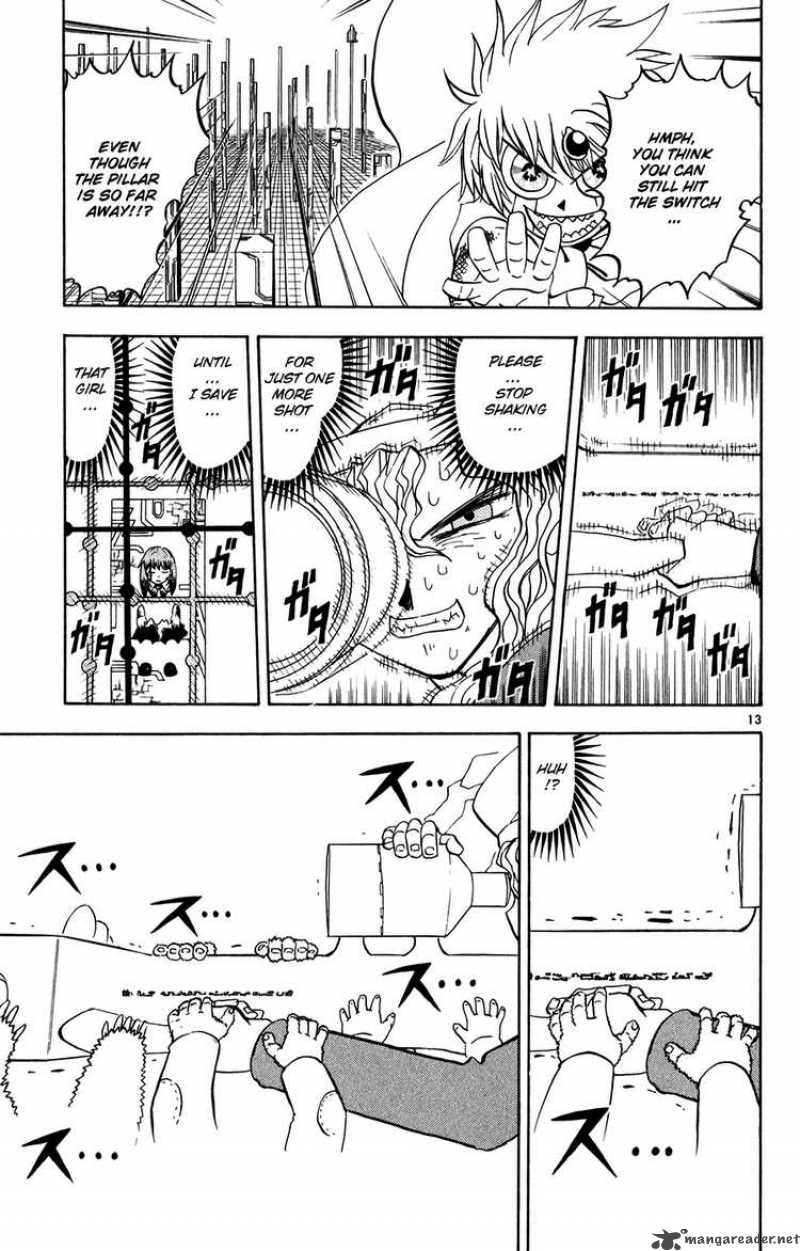 HMPH,
YOU THINK
YOU CAN
STILL HIT
THE SWITCH
...
EVEN
THOUGH
THE PILLAR
IS SO FAR
AWAY!!?
ガタ
ガタ
ガタ
ガタ
PLEASE
...
STOP
SHAKING
...
FOR
JUST ONE
MORE
SHOT
...
ガタ
ガタ
ガタ
UNTIL
...
I SAVE
...
THAT
GIRL
...
ガタ
ガタ
ガタ
13
HUH
!?
ス...
ス...
ス...
ス...
ス...
ス...
mangareader.net